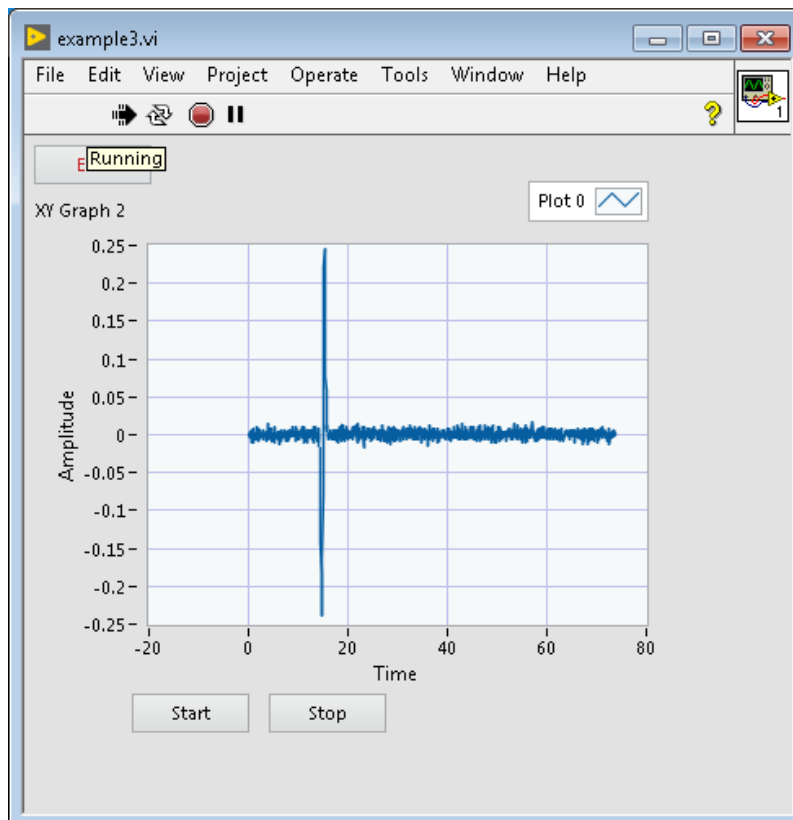 example3.vi
File Edit View Project Operate Tools Window Help
1
Running
XY Graph 2
Plot 0
0.25
0.2
0.15
0.1
0.05
0
-0.05
-0.1
-0.15
-0.2
-0.25
Amplitude
-20 0 20 40 60 80
Time
Start Stop